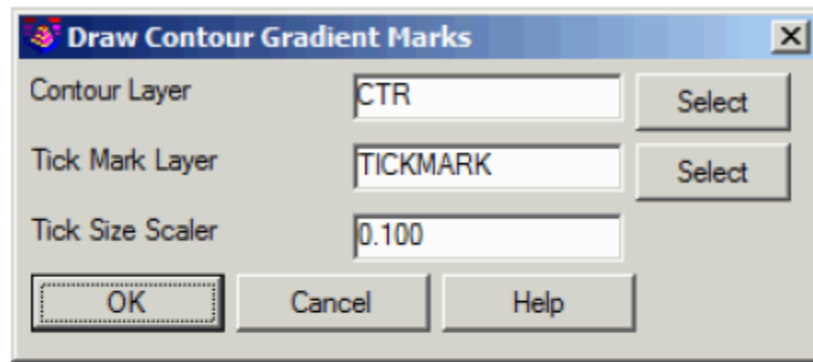 Draw Contour Gradient Marks
Contour Layer CTR Select
Tick Mark Layer TICKMARK Select
Tick Size Scaler 0.100
OK Cancel Help